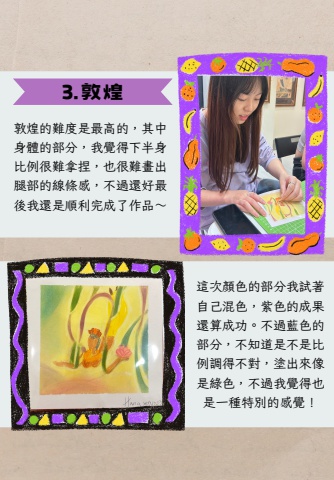 3.敦煌
敦煌的難度是最高的，其中
身體的部分，我覺得下半身
比例很難拿捏，也很難畫出
腿部的線條感，不過還好最
後我還是順利完成了作品～
這次顏色的部分我試著
自己混色，紫色的成果
還算成功。不過藍色的
部分，不知道是不是比
例調得不對，塗出來像
是綠色，不過我覺得也
是一種特別的感覺！